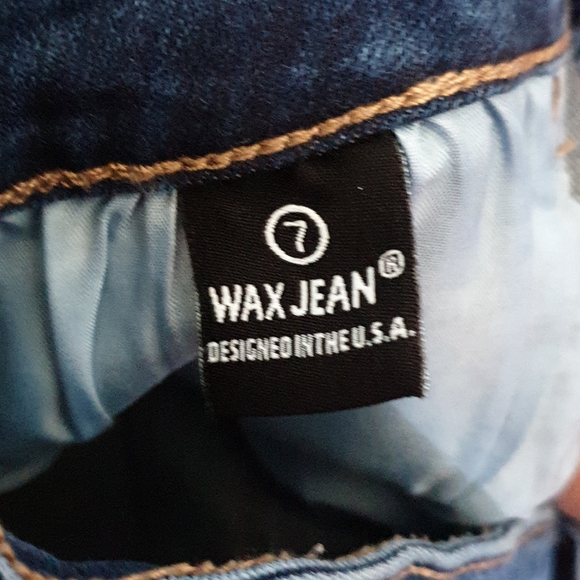 7
WAX JEAN®
DESIGNED IN THE U.S.A.